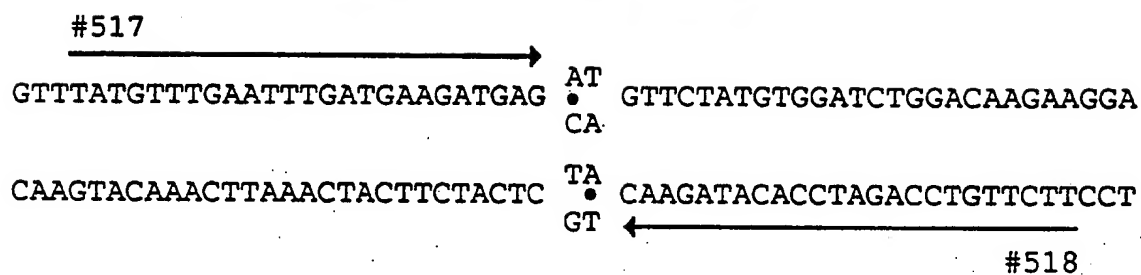 #517
AT
GTTTATGTTTGAATTTGATGAAGATGAG • GTTCTATGTGGATCTGGACAAGAAGGA
CA
TA
CAAGTACAAACTTAAACTACTTCTACTC • CAAGATACACCTAGACCTGTTCTTCCT
GT
#518